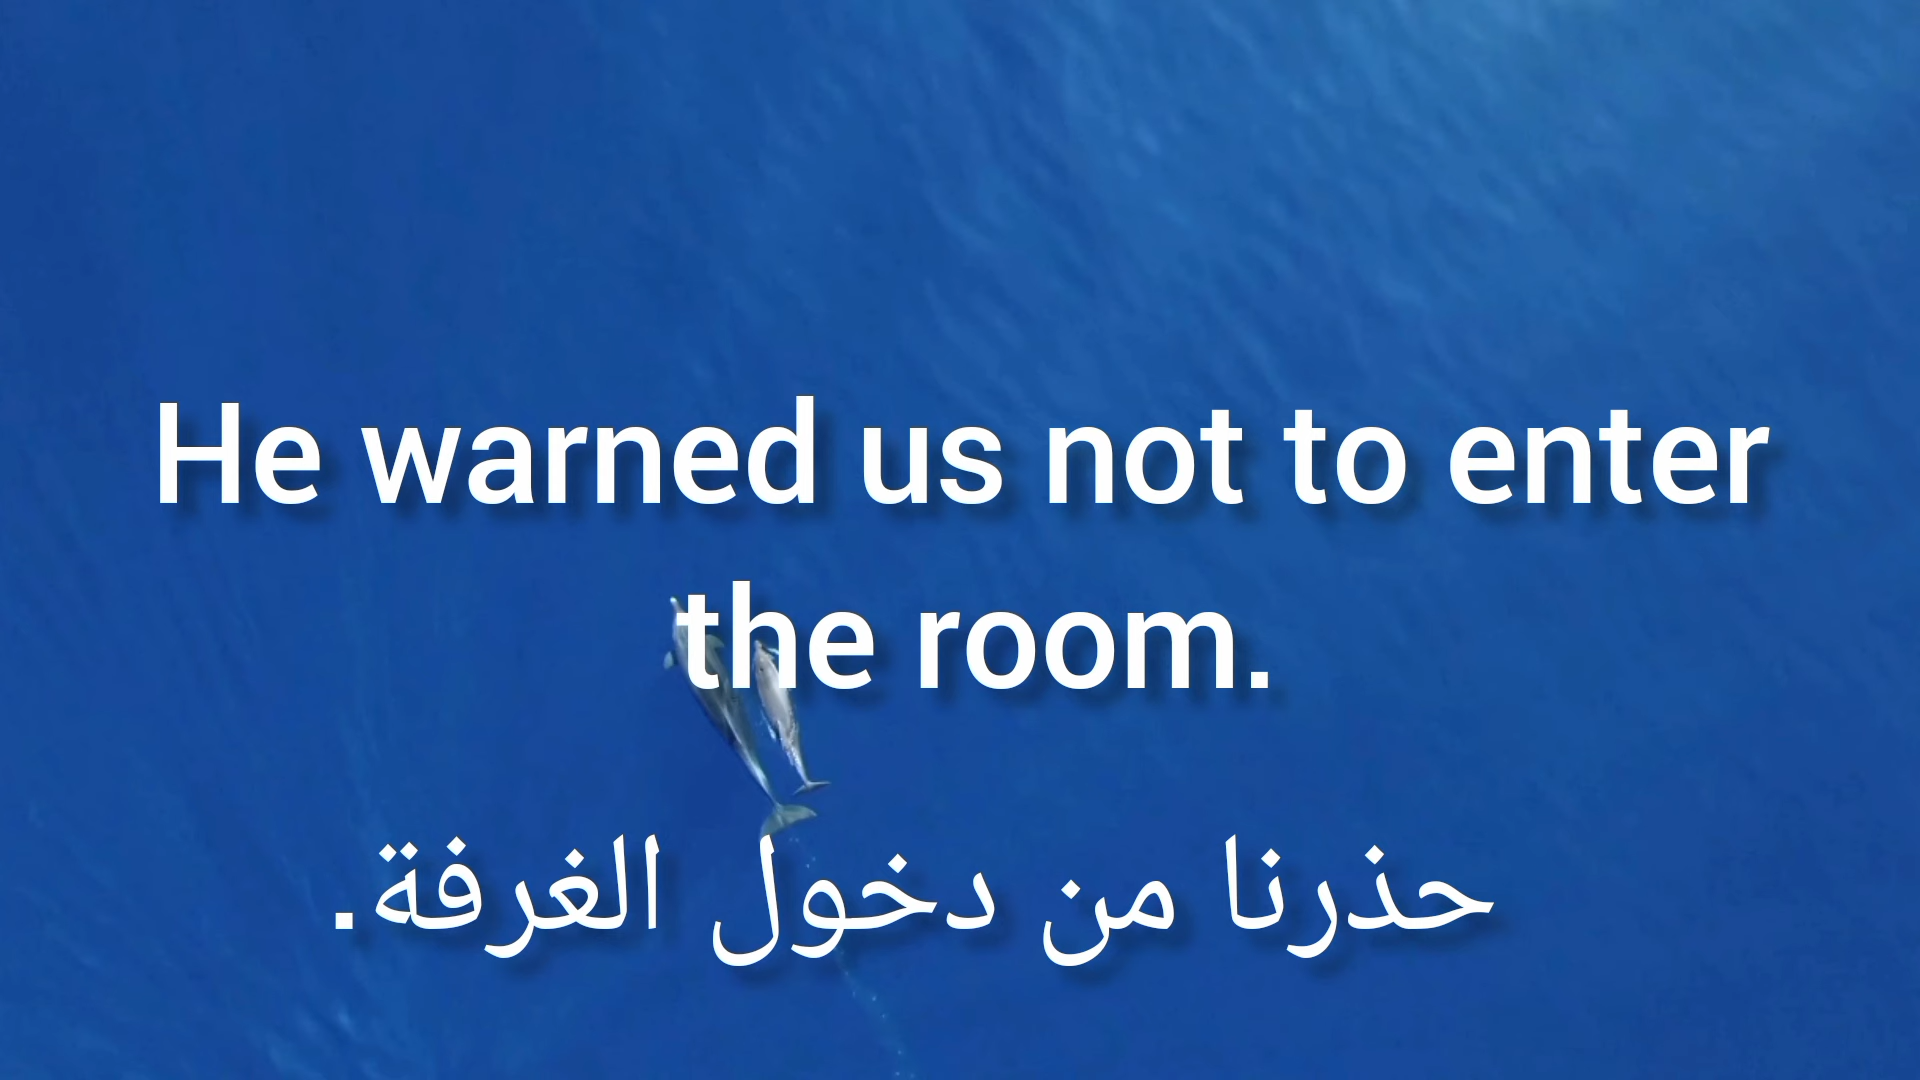 He warned us not to enter
the room.
حذرنا من دخول الغرفة.